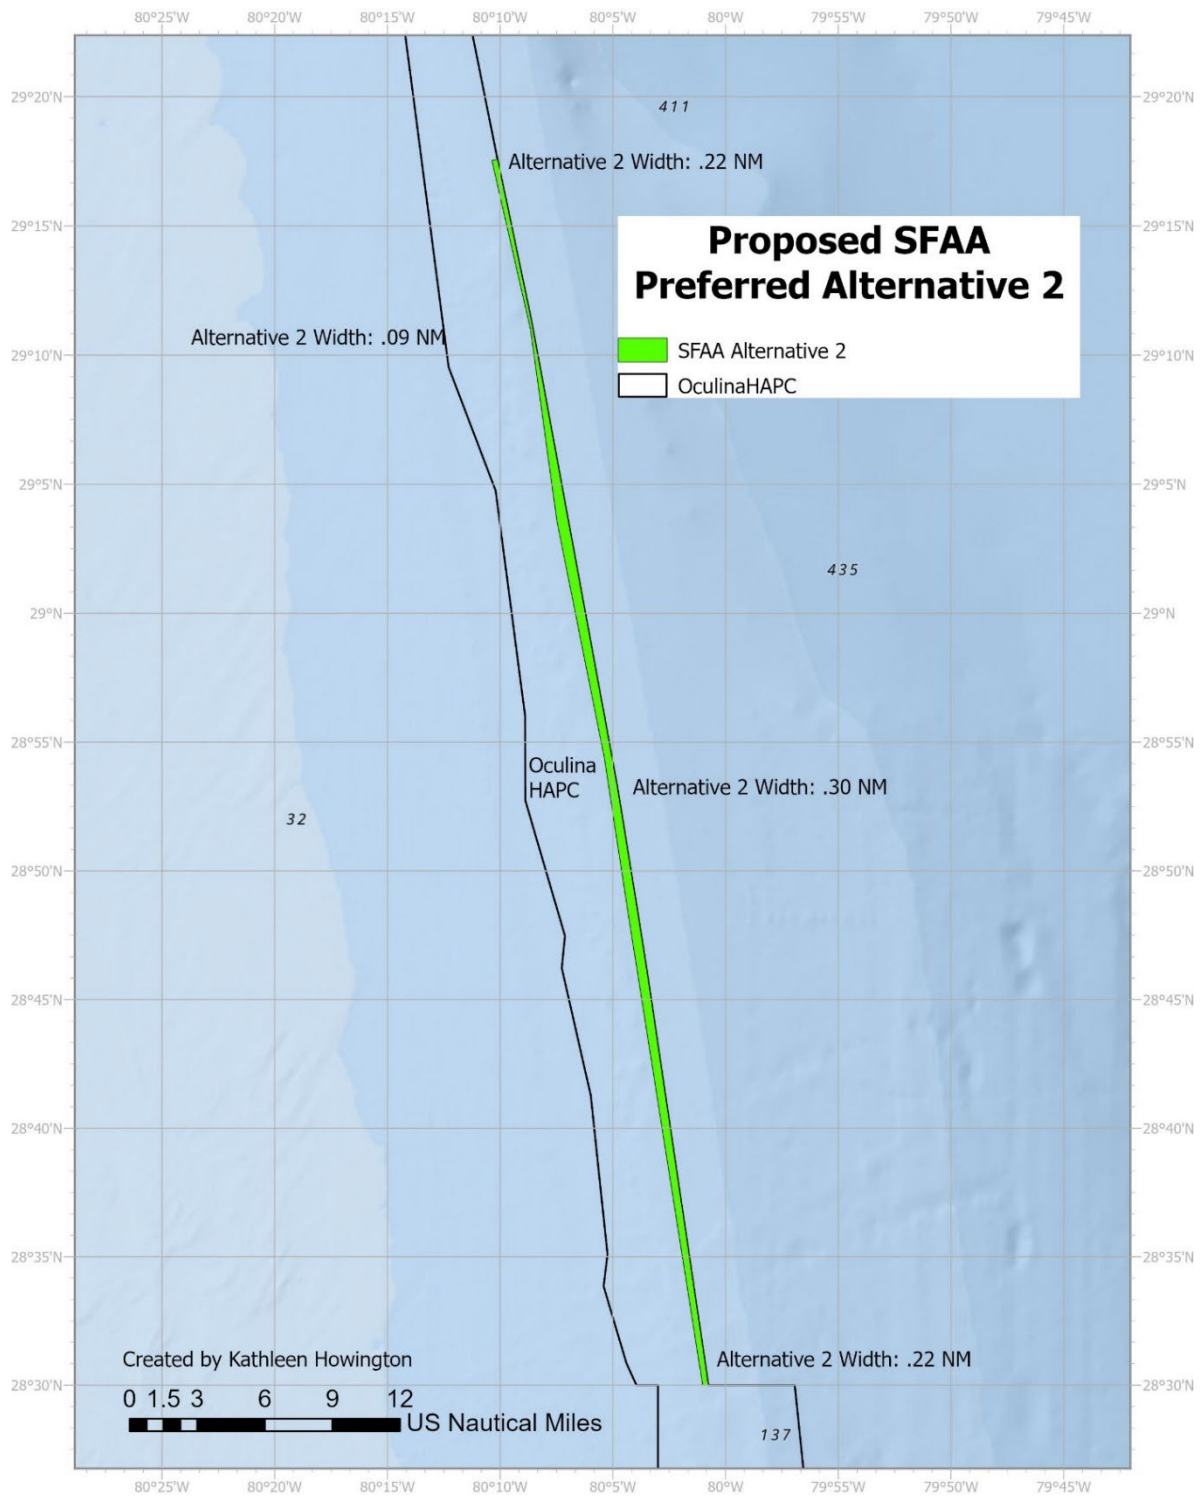 80°25'W 80°20'W 80°15'W 80°10'W 80°5'W 80°W 79°55'W 79°50'W 79°45'W
29°20'N 29°20'N
411
Alternative 2 Width: .22 NM
29°15'N 29°15'N
Proposed SFAA
Preferred Alternative 2
SFAA Alternative 2
OculinaHAPC
Alternative 2 Width: .09 NM
29°10'N 29°10'N
29°5'N 29°5'N
435
29°N 29°N
28°55'N 28°55'N
Oculina
HAPC
Alternative 2 Width: .30 NM
32
28°50'N 28°50'N
28°45'N 28°45'N
28°40'N 28°40'N
28°35'N 28°35'N
Created by Kathleen Howington
Alternative 2 Width: .22 NM
28°30'N 28°30'N
0 1.5 3 6 9 12
US Nautical Miles
137
80°25'W 80°20'W 80°15'W 80°10'W 80°5'W 80°W 79°55'W 79°50'W 79°45'W